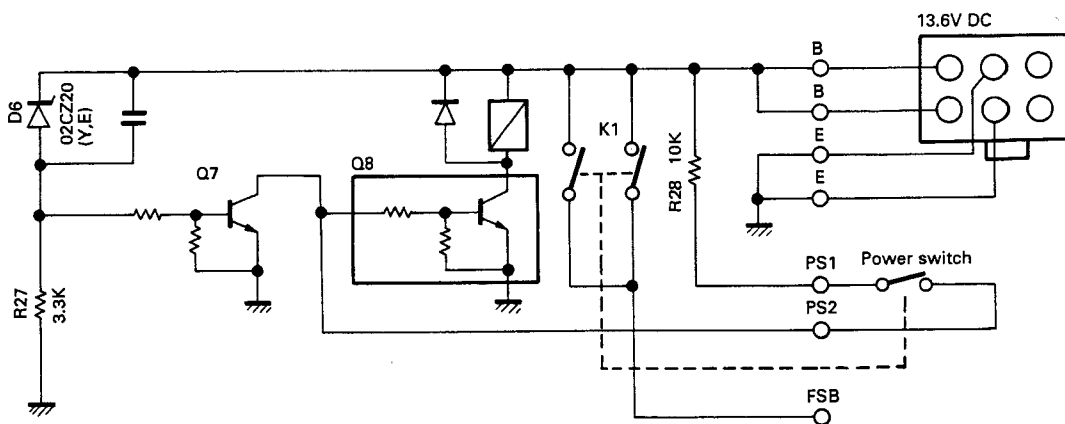 13.6V DC
B
B
E
E
D6
02CZ20
(Y,E)
Q7
Q8
K1
R28 10K
R27
3.3K
PS1
Power switch
PS2
FSB